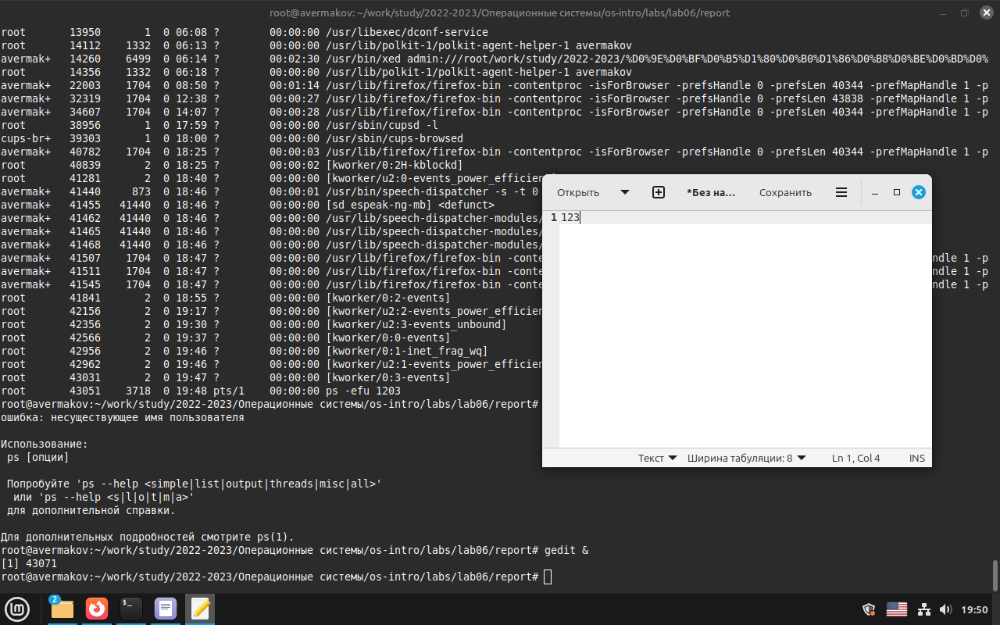 root@avermakov: ~/work/study/2022-2023/Операционные системы/os-intro/labs/lab06/report
root 13950 1 0 06:08 ? 00:00:00 /usr/libexec/dconf-service
root 14112 1332 0 06:13 ? 00:00:00 /usr/lib/polkit-1/polkit-agent-helper-1 avermakov
avermak+ 14260 6499 0 06:14 ? 00:02:30 /usr/bin/xed admin:///root/work/study/2022-2023/%D0%9E%D0%BF%D0%B5%D1%80%D0%B0%D1%86%D0%B8%D0%BE%D0%BD%D0%
root 14356 1332 0 06:18 ? 00:00:00 /usr/lib/polkit-1/polkit-agent-helper-1 avermakov
avermak+ 22003 1704 0 08:50 ? 00:01:14 /usr/lib/firefox/firefox-bin -contentproc -isForBrowser -prefsHandle 0 -prefsLen 40344 -prefMapHandle 1 -p
avermak+ 32319 1704 0 12:38 ? 00:00:27 /usr/lib/firefox/firefox-bin -contentproc -isForBrowser -prefsHandle 0 -prefsLen 43838 -prefMapHandle 1 -p
avermak+ 34607 1704 0 14:07 ? 00:00:28 /usr/lib/firefox/firefox-bin -contentproc -isForBrowser -prefsHandle 0 -prefsLen 40344 -prefMapHandle 1 -p
root 38956 1 0 17:59 ? 00:00:00 /usr/sbin/cupsd -l
cups-br+ 39303 1 0 18:00 ? 00:00:00 /usr/sbin/cups-browsed
avermak+ 40782 1704 0 18:25 ? 00:00:03 /usr/lib/firefox/firefox-bin -contentproc -isForBrowser -prefsHandle 0 -prefsLen 40344 -prefMapHandle 1 -p
root 40839 2 0 18:25 ? 00:00:02 [kworker/0:2H-kblockd]
root 41281 2 0 18:40 ? 00:00:00 [kworker/u2:0-events_power_efficient]
avermak+ 41440 873 0 18:46 ? 00:00:01 /usr/bin/speech-dispatcher -s -t 0
avermak+ 41455 41440 0 18:46 ? 00:00:00 [sd_espeak-ng-mb] <defunct>
avermak+ 41462 41440 0 18:46 ? 00:00:00 /usr/lib/speech-dispatcher-modules/
avermak+ 41465 41440 0 18:46 ? 00:00:00 /usr/lib/speech-dispatcher-modules/
avermak+ 41468 41440 0 18:46 ? 00:00:00 /usr/lib/speech-dispatcher-modules/
avermak+ 41507 1704 0 18:47 ? 00:00:00 /usr/lib/firefox/firefox-bin -conte ndle 1 -p
avermak+ 41511 1704 0 18:47 ? 00:00:00 /usr/lib/firefox/firefox-bin -conte ndle 1 -p
avermak+ 41545 1704 0 18:47 ? 00:00:00 /usr/lib/firefox/firefox-bin -conte ndle 1 -p
root 41841 2 0 18:55 ? 00:00:00 [kworker/0:2-events]
root 42156 2 0 19:17 ? 00:00:00 [kworker/u2:2-events_power_efficien
root 42356 2 0 19:30 ? 00:00:00 [kworker/u2:3-events_unbound]
root 42566 2 0 19:37 ? 00:00:00 [kworker/0:0-events]
root 42956 2 0 19:46 ? 00:00:00 [kworker/0:1-inet_frag_wq]
root 42962 2 0 19:46 ? 00:00:00 [kworker/u2:1-events_power_efficien
root 43031 2 0 19:47 ? 00:00:00 [kworker/0:3-events]
root 43051 3718 0 19:48 pts/1 00:00:00 ps -efu 1203
root@avermakov:~/work/study/2022-2023/Операционные системы/os-intro/labs/lab06/report#
ошибка: несуществующее имя пользователя
Использование:
ps [опции]
Попробуйте 'ps --help <simple|list|output|threads|misc|all>'
или 'ps --help <s|l|o|t|m|a>'
для дополнительной справки.
Для дополнительных подробностей смотрите ps(1).
root@avermakov:~/work/study/2022-2023/Операционные системы/os-intro/labs/lab06/report# gedit &
[1] 43071
root@avermakov:~/work/study/2022-2023/Операционные системы/os-intro/labs/lab06/report#
Открыть *Без на... Сохранить
1 123
Текст Ширина табуляции: 8 Ln 1, Col 4 INS
2 $_ 19:50